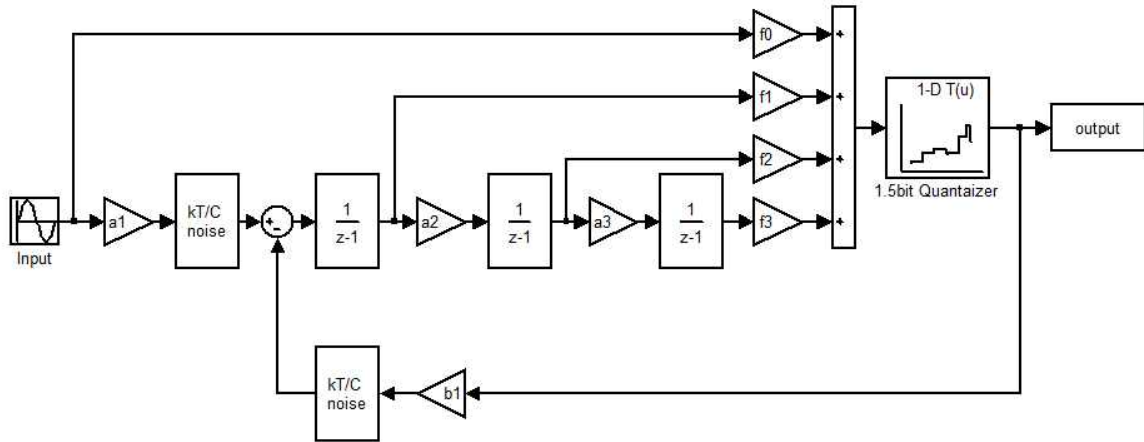 f0
1-D T(u)
f1
output
f2
1.5bit Quantaizer
a1
kT/C
noise
+
-
1
z-1
a2
1
z-1
a3
1
z-1
f3
+
+
+
+
Input
kT/C
noise
b1